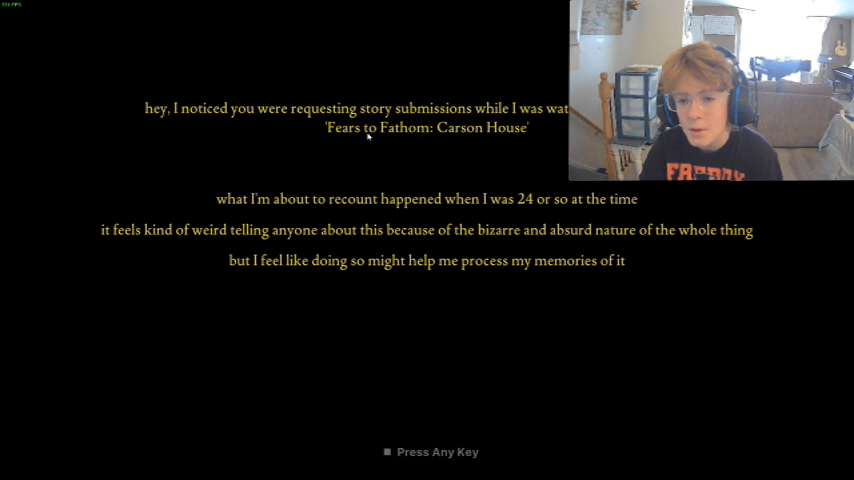 hey, I noticed you were requesting story submissions while I was wat
'Fears to Fathom: Carson House'
what I'm about to recount happened when I was 24 or so at the time
it feels kind of weird telling anyone about this because of the bizarre and absurd nature of the whole thing
but I feel like doing so might help me process my memories of it
Press Any Key